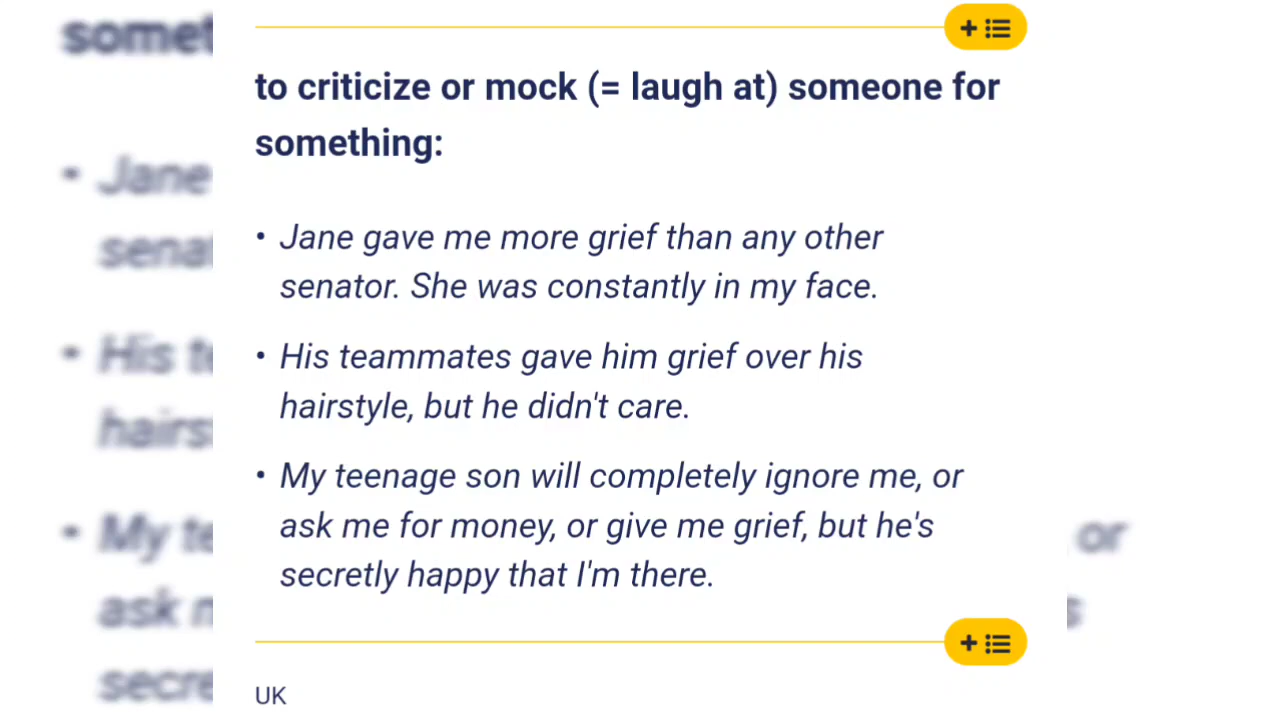 to criticize or mock (= laugh at) someone for
something:
• Jane gave me more grief than any other
senator. She was constantly in my face.
• His teammates gave him grief over his
hairstyle, but he didn't care.
• My teenage son will completely ignore me, or
ask me for money, or give me grief, but he's
secretly happy that I'm there.
UK